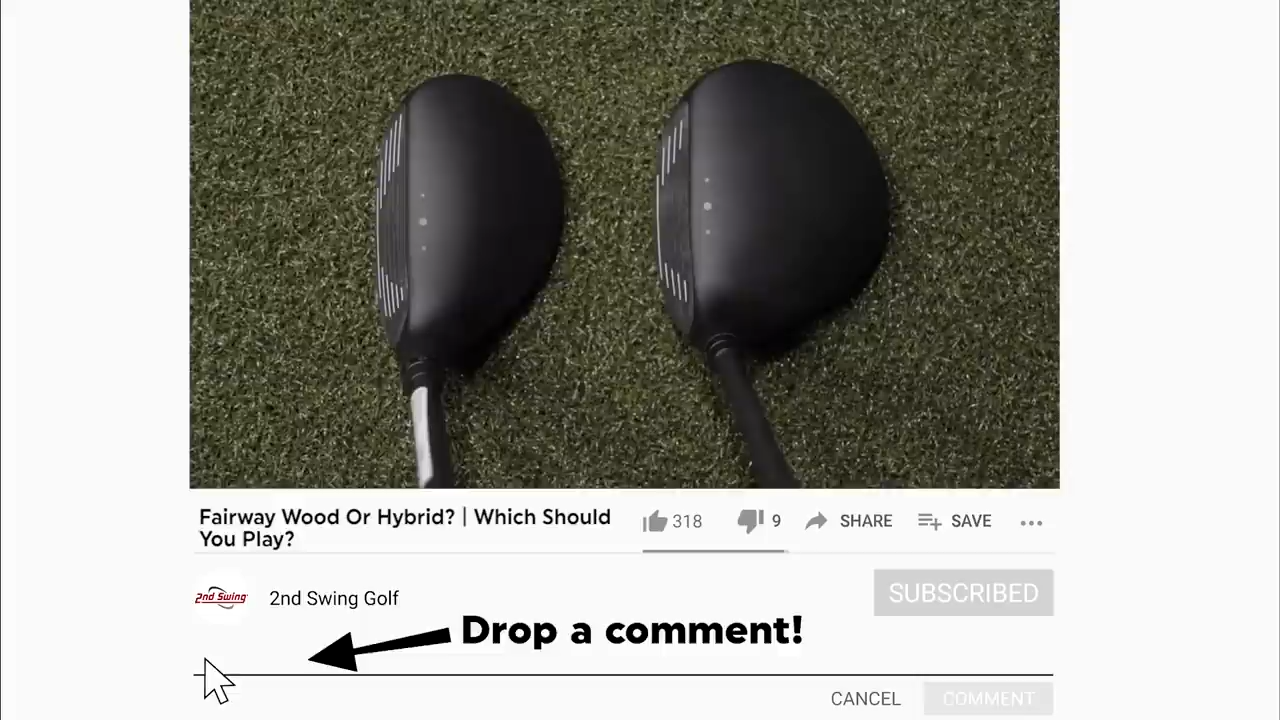 Fairway Wood Or Hybrid? | Which Should
You Play?
318
9
SHARE
SAVE
2nd Swing
2nd Swing Golf
SUBSCRIBED
Drop a comment!
CANCEL
COMMENT